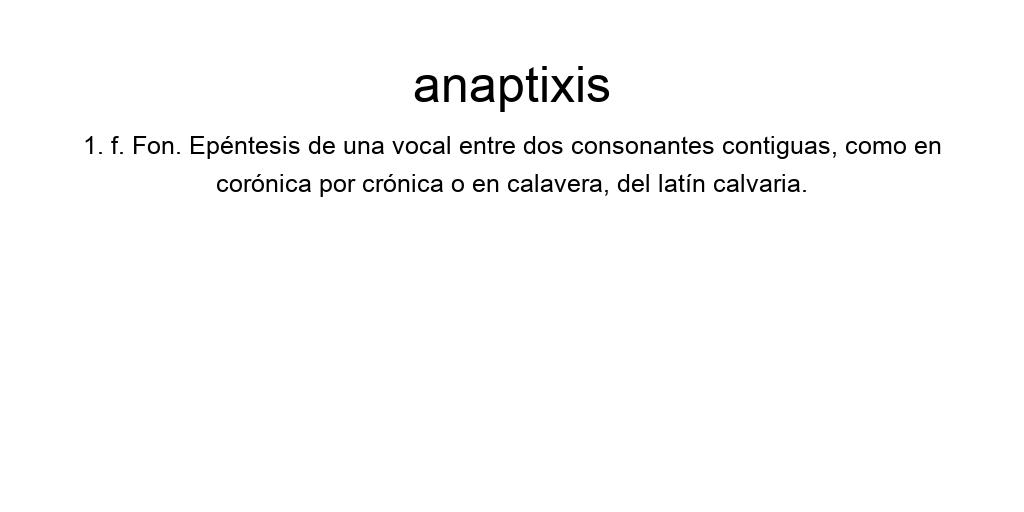 anaptixis
1. f. Fon. Epéntesis de una vocal entre dos consonantes contiguas, como en
corónica por crónica o en calavera, del latín calvaria.